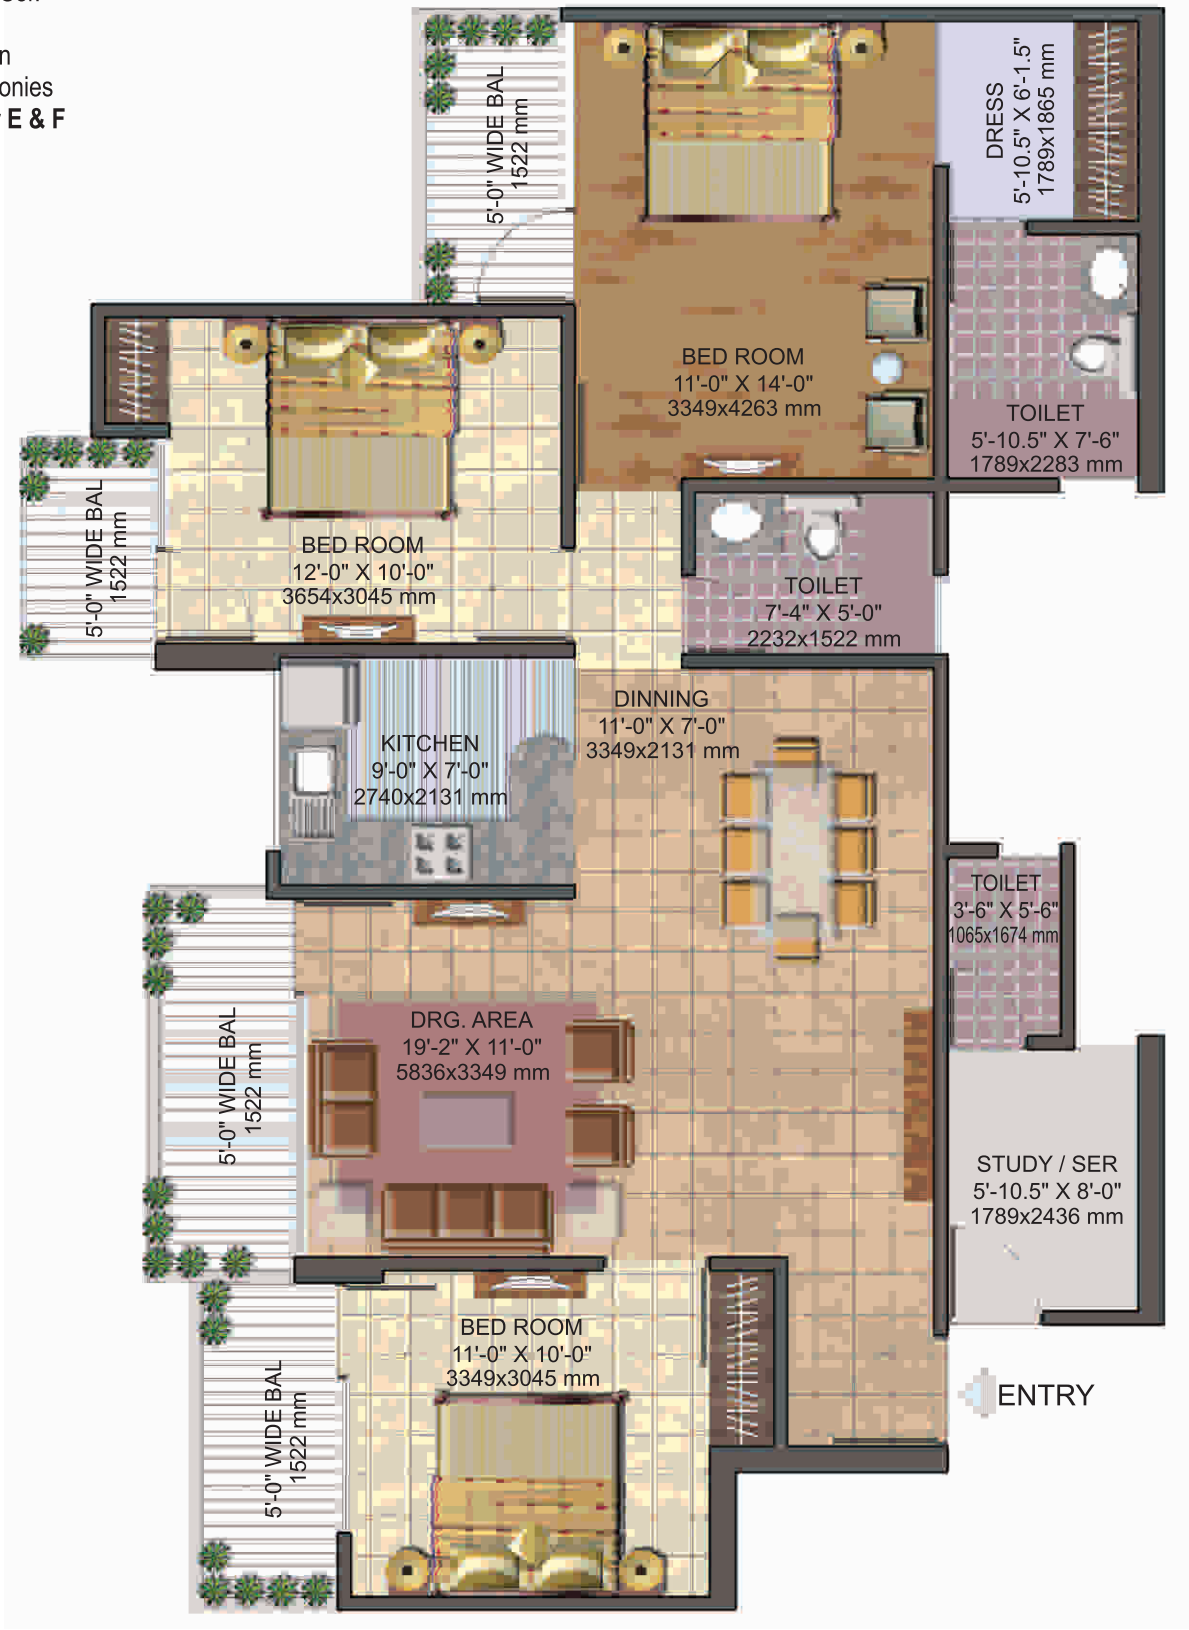 n
onies
E & F
5'-0" WIDE BAL
1522 mm
DRESS
5'-10.5" X 6'-1.5"
1789x1865 mm
BED ROOM
11'-0" X 14'-0"
3349x4263 mm
TOILET
5'-10.5" X 7'-6"
1789x2283 mm
5'-0" WIDE BAL
1522 mm
BED ROOM
12'-0" X 10'-0"
3654x3045 mm
TOILET
7'-4" X 5'-0"
2232x1522 mm
DINNING
11'-0" X 7'-0"
3349x2131 mm
KITCHEN
9'-0" X 7'-0"
2740x2131 mm
TOILET
3'-6" X 5'-6"
1065x1674 mm
5'-0" WIDE BAL
1522 mm
DRG. AREA
19'-2" X 11'-0"
5836x3349 mm
STUDY / SER
5'-10.5" X 8'-0"
1789x2436 mm
BED ROOM
11'-0" X 10'-0"
3349x3045 mm
5'-0" WIDE BAL
1522 mm
ENTRY